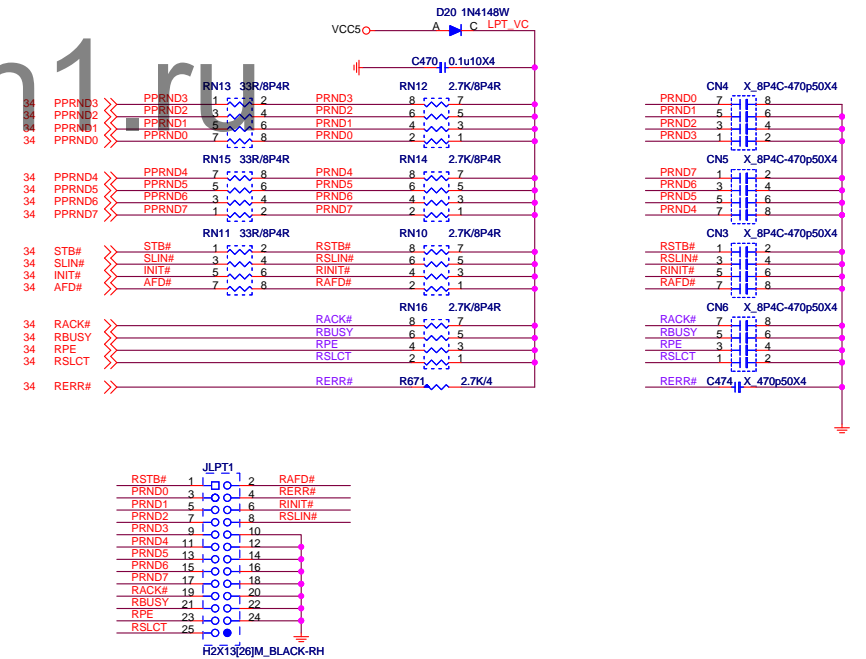 D20 1N4148W
VCC5 A C LPT_VC
C470 0.1u10X4
n1.ru
RN13 33R/8P4R RN12 2.7K/8P4R CN4 X_8P4C-470p50X4
34 PPRND3 PPRND3 1 2 PRND3 8 7 PRND0 7 8
34 PPRND2 PPRND2 3 4 PRND2 6 5 PRND1 5 6
34 PPRND1 PPRND1 5 6 PRND1 4 3 PRND2 3 4
34 PPRND0 PPRND0 7 8 PRND0 2 1 PRND3 1 2
RN15 33R/8P4R RN14 2.7K/8P4R CN5 X_8P4C-470p50X4
34 PPRND4 PPRND4 7 8 PRND4 8 7 PRND7 1 2
34 PPRND5 PPRND5 5 6 PRND5 6 5 PRND6 3 4
34 PPRND6 PPRND6 3 4 PRND6 4 3 PRND5 5 6
34 PPRND7 PPRND7 1 2 PRND7 2 1 PRND4 7 8
RN11 33R/8P4R RN10 2.7K/8P4R CN3 X_8P4C-470p50X4
34 STB# STB# 1 2 RSTB# 8 7 RSTB# 1 2
34 SLIN# SLIN# 3 4 RSLIN# 6 5 RSLIN# 3 4
34 INIT# INIT# 5 6 RINIT# 4 3 RINIT# 5 6
34 AFD# AFD# 7 8 RAFD# 2 1 RAFD# 7 8
RN16 2.7K/8P4R CN6 X_8P4C-470p50X4
34 RACK# RACK# 8 7 RACK# 7 8
34 RBUSY RBUSY 6 5 RBUSY 5 6
34 RPE RPE 4 3 RPE 3 4
34 RSLCT RSLCT 2 1 RSLCT 1 2
34 RERR# RERR# R671 2.7K/4 RERR# C474 X_470p50X4
JLPT1
RSTB# 1 2 RAFD#
PRND0 3 4 RERR#
PRND1 5 6 RINIT#
PRND2 7 8 RSLIN#
PRND3 9 10
PRND4 11 12
PRND5 13 14
PRND6 15 16
PRND7 17 18
RACK# 19 20
RBUSY 21 22
RPE 23 24
RSLCT 25
H2X13[26]M_BLACK-RH